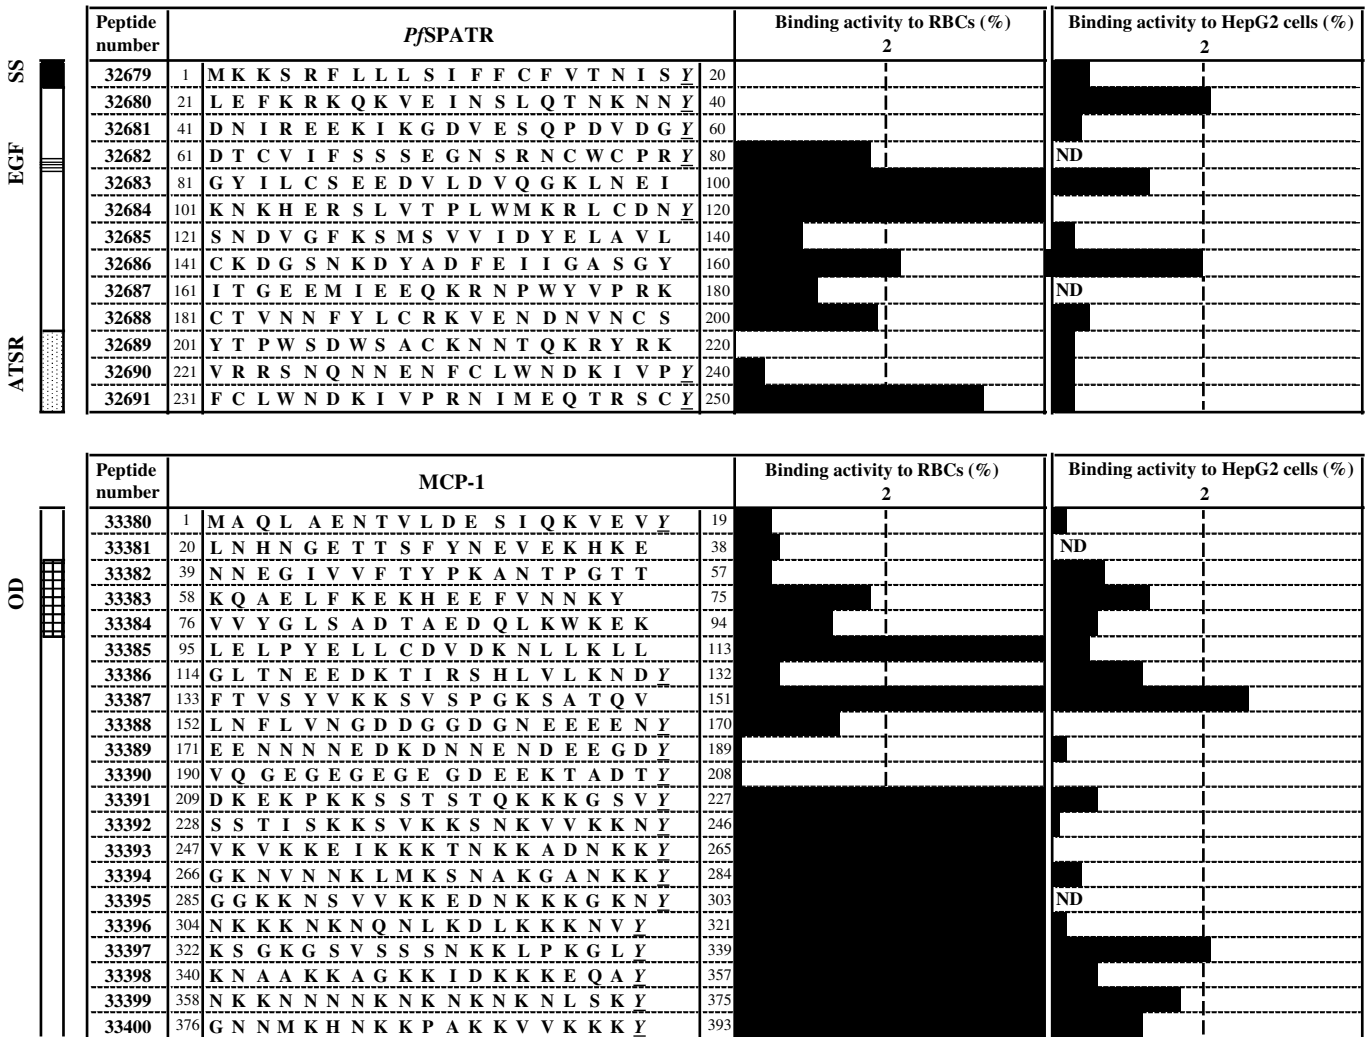 Peptide number PfSPATR Binding activity to RBCs (%) 2 Binding activity to HepG2 cells (%) 2
SS
EGF
ATSR
32679 1 M K K S R F L L L S I F F C F V T N I S Y 20
32680 21 L E F K R K Q K V E I N S L Q T N K N N Y 40
32681 41 D N I R E E K I K G D V E S Q P D V D G Y 60
32682 61 D T C V I F S S S E G N S R N C W C P R Y 80 ND
32683 81 G Y I L C S E E D V L D V Q G K L N E I 100
32684 101 K N K H E R S L V T P L W M K R L C D N Y 120
32685 121 S N D V G F K S M S V V I D Y E L A V L 140
32686 141 C K D G S N K D Y A D F E I I G A S G Y 160
32687 161 I T G E E M I E E Q K R N P W Y V P R K 180 ND
32688 181 C T V N N F Y L C R K V E N D N V N C S 200
32689 201 Y T P W S D W S A C K N N T Q K R Y R K 220
32690 221 V R R S N Q N N E N F C L W N D K I V P Y 240
32691 231 F C L W N D K I V P R N I M E Q T R S C Y 250
Peptide number MCP-1 Binding activity to RBCs (%) 2 Binding activity to HepG2 cells (%) 2
OD
33380 1 M A Q L A E N T V L D E S I Q K V E V Y 19
33381 20 L N H N G E T T S F Y N E V E K H K E 38 ND
33382 39 N N E G I V V F T Y P K A N T P G T T 57
33383 58 K Q A E L F K E K H E E F V N N K Y 75
33384 76 V V Y G L S A D T A E D Q L K W K E K 94
33385 95 L E L P Y E L L C D V D K N L L K L L 113
33386 114 G L T N E E D K T I R S H L V L K N D Y 132
33387 133 F T V S Y V K K S V S P G K S A T Q V 151
33388 152 L N F L V N G D D G G D G N E E E E N Y 170
33389 171 E E N N N N E D K D N N E N D E E G D Y 189
33390 190 V Q G E G E G E G E G D E E K T A D T Y 208
33391 209 D K E K P K K S S T S T Q K K K G S V Y 227
33392 228 S S T I S K K S V K K S N K V V K K N Y 246
33393 247 V K V K K E I K K K T N K K A D N K K Y 265
33394 266 G K N V N N K L M K S N A K G A N K K Y 284
33395 285 G G K K N S V V K K E D N K K K G K N Y 303 ND
33396 304 N K K K N K N Q N L K D L K K K N V Y 321
33397 322 K S G K G S V S S S N K K L P K G L Y 339
33398 340 K N A A K K A G K K I D K K K E Q A Y 357
33399 358 N K K N N N N K N K N K N K N L S K Y 375
33400 376 G N N M K H N K K P A K K V V K K K Y 393